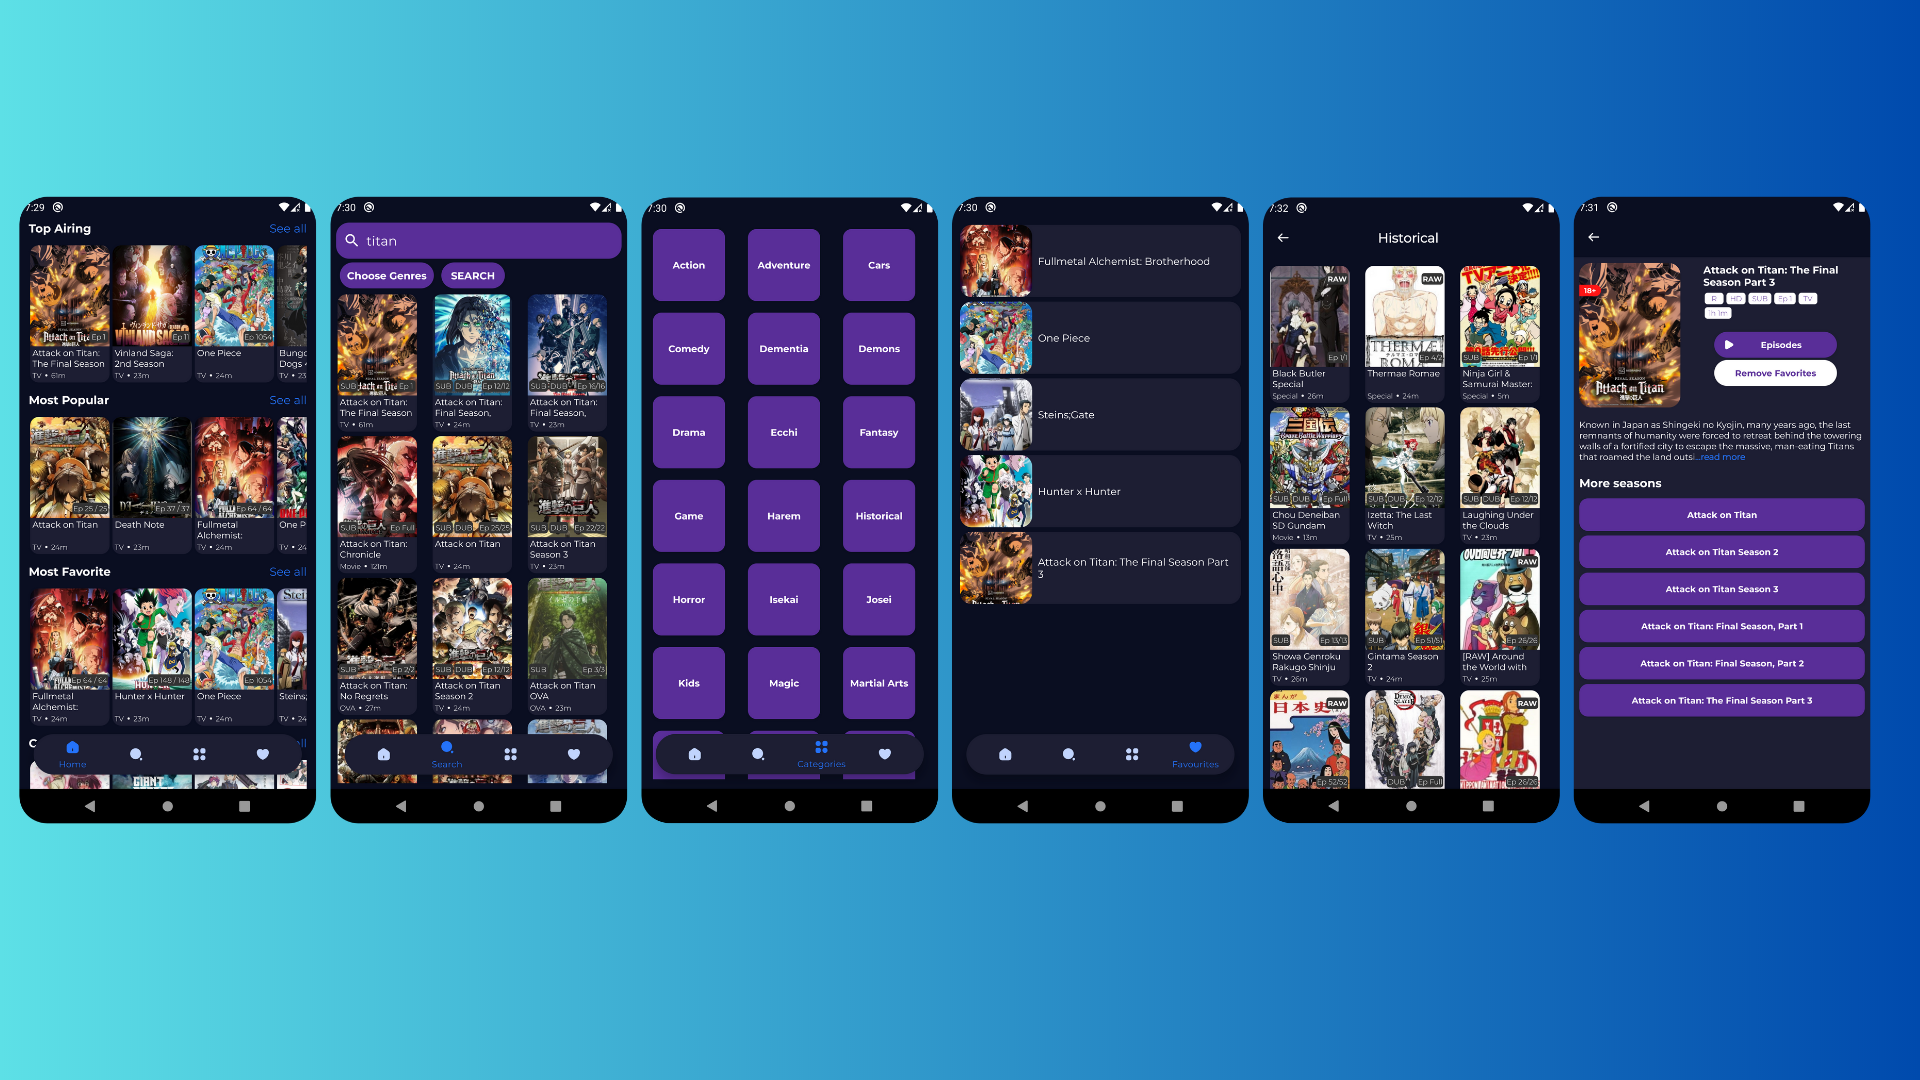 7:29
Top Airing
See all
Ep 1
Ep 1
Ep 1054
Attack on Titan:
The Final Season
TV • 61m
Vinland Saga:
2nd Season
TV • 23m
One Piece
TV • 24m
Bungo
Dogs
TV • 23
Most Popular
See all
Ep 25 / 25
Ep 37 / 37
Ep 64 / 64
Attack on Titan
TV • 24m
Death Note
TV • 23m
Fullmetal
Alchemist:
TV • 24m
One P
TV • 24
Most Favorite
See all
Ep 64 / 64
Ep 148 / 148
Ep 1054
Fullmetal
Alchemist:
TV • 24m
Hunter x Hunter
TV • 23m
One Piece
TV • 24m
Steins;
TV • 24
Home
7:30
titan
Choose Genres
SEARCH
SUB
Ep 1
SUB DUB
Ep 12/12
SUB DUB
Ep 16/16
Attack on Titan:
The Final Season
TV • 61m
Attack on Titan:
Final Season,
TV • 24m
Attack on Titan:
Final Season,
TV • 23m
SUB
Ep Full
SUB DUB
Ep 25/25
SUB DUB
Ep 22/22
進撃の巨人
Attack on Titan:
Chronicle
Movie • 121m
Attack on Titan
TV • 24m
Attack on Titan
Season 3
TV • 23m
SUB
Ep 2/2
SUB DUB
Ep 12/12
SUB
Ep 3/3
Attack on Titan:
No Regrets
OVA • 27m
Attack on Titan
Season 2
TV • 24m
Attack on Titan
OVA
OVA • 23m
Search
7:30
Action
Adventure
Cars
Comedy
Dementia
Demons
Drama
Ecchi
Fantasy
Game
Harem
Historical
Horror
Isekai
Josei
Kids
Magic
Martial Arts
Categories
7:30
Fullmetal Alchemist: Brotherhood
One Piece
Steins;Gate
Hunter x Hunter
Attack on Titan: The Final Season Part
3
Favourites
7:32
Historical
RAW
Ep 1/1
RAW
THERMÆ
ROMÆ
Ep 4/2
SUB
Ep 1/1
Black Butler
Special
Special • 26m
Thermae Romae
Special • 24m
Ninja Girl &
Samurai Master:
Special • 5m
三国伝
SUB DUB
Ep Full
SUB DUB
Ep 12/12
SUB DUB
Ep 12/12
Chou Deneiban
SD Gundam
Movie • 13m
Izetta: The Last
Witch
TV • 25m
Laughing Under
the Clouds
TV • 23m
SUB
Ep 13/13
SUB
Ep 51/51
RAW
Ep 26/26
Showa Genroku
Rakugo Shinju
TV • 26m
Gintama Season
2
TV • 24m
[RAW] Around
the World with
TV • 25m
日本史
RAW
Ep 52/52
DUB
Ep Full
RAW
Ep 26/26
7:31
18+
Attack on Titan
進撃の巨人
Attack on Titan: The Final
Season Part 3
R
HD
SUB
Ep 1
TV
1h 1m
Episodes
Remove Favorites
Known in Japan as Shingeki no Kyojin, many years ago, the last
remnants of humanity were forced to retreat behind the towering
walls of a fortified city to escape the massive, man-eating Titans
that roamed the land outsi...read more
More seasons
Attack on Titan
Attack on Titan Season 2
Attack on Titan Season 3
Attack on Titan: Final Season, Part 1
Attack on Titan: Final Season, Part 2
Attack on Titan: The Final Season Part 3